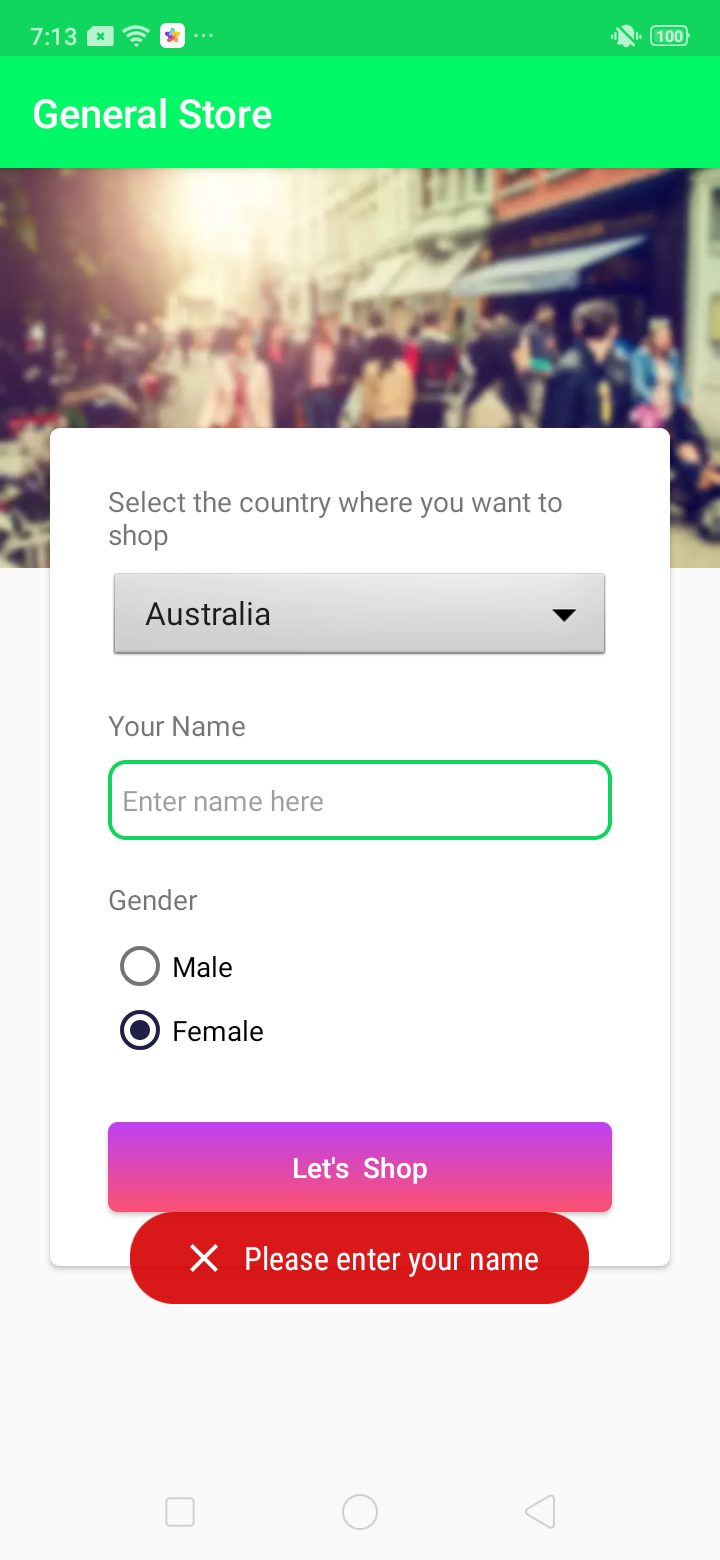 7:13
100
General Store
Select the country where you want to
shop
Australia
Your Name
Enter name here
Gender
Male
Female
Let's Shop
Please enter your name